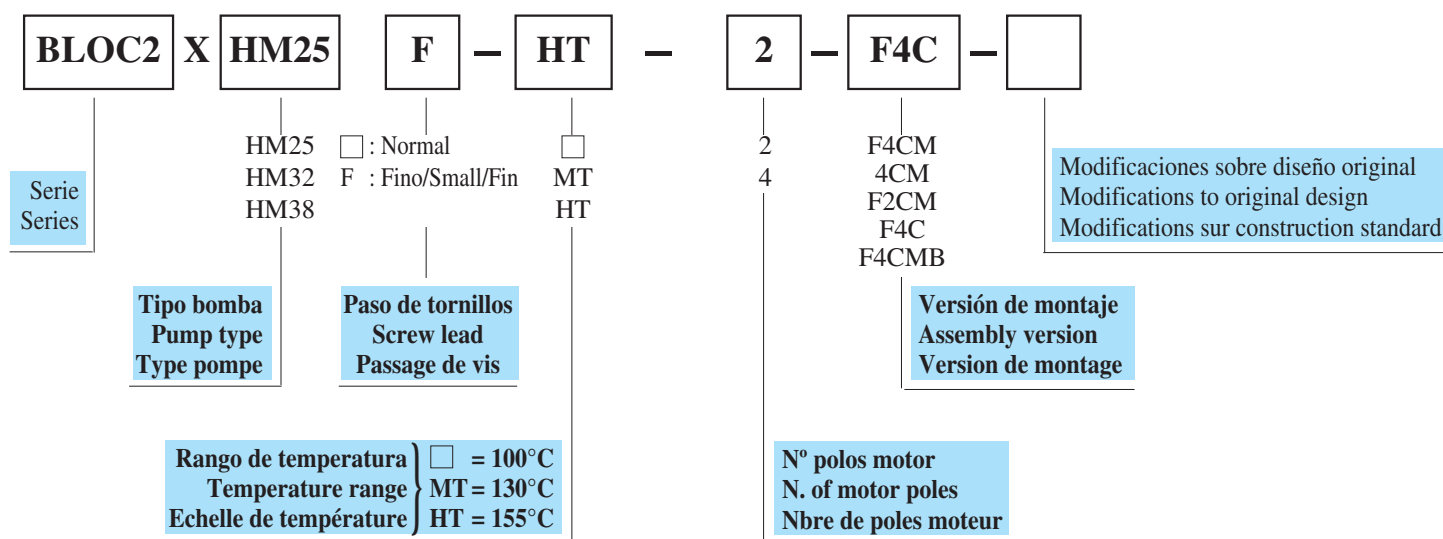 BLOC2 X HM25 F – HT – 2 – F4C –
Serie
Series
HM25
HM32
HM38
Tipo bomba
Pump type
Type pompe
□ : Normal
F : Fino/Small/Fin
Paso de tornillos
Screw lead
Passage de vis
□
MT
HT
Rango de temperatura □ = 100°C
Temperature range MT = 130°C
Echelle de température HT = 155°C
2
4
Nº polos motor
N. of motor poles
Nbre de poles moteur
F4CM
4CM
F2CM
F4C
F4CMB
Versión de montaje
Assembly version
Version de montage
Modificaciones sobre diseño original
Modifications to original design
Modifications sur construction standard